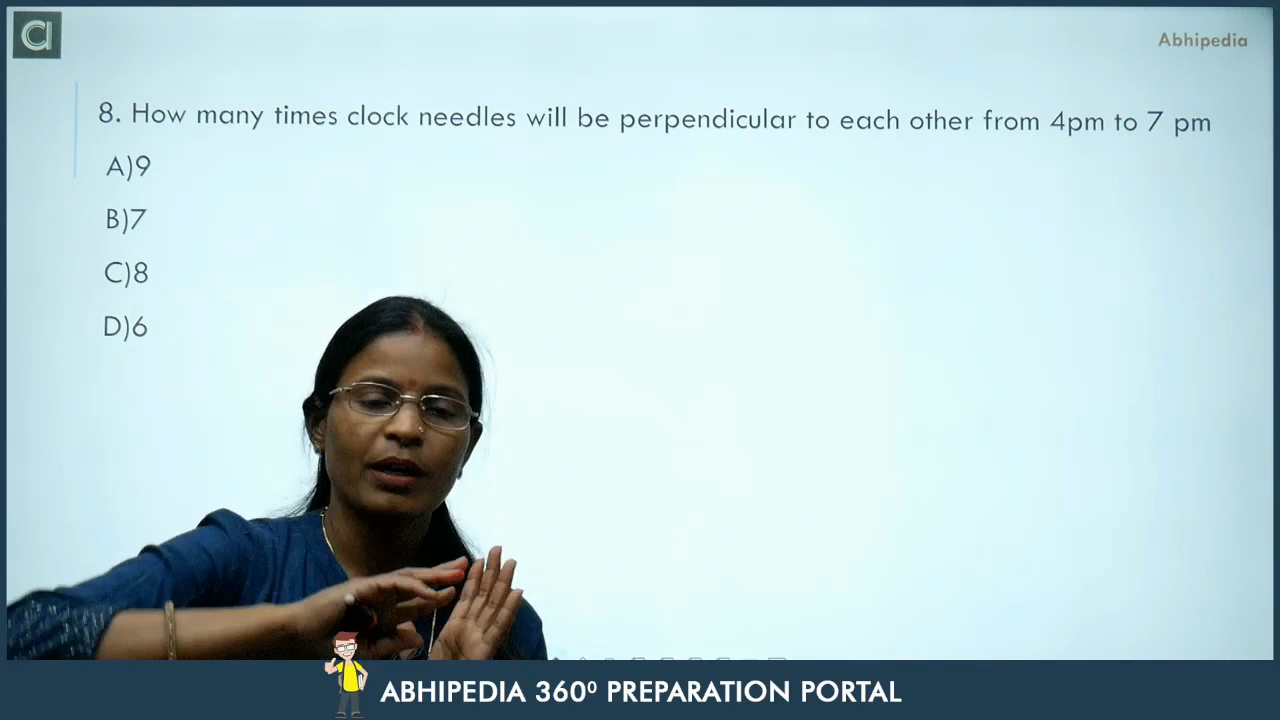 Abhipedia
8. How many times clock needles will be perpendicular to each other from 4pm to 7 pm
A)9
B)7
C)8
D)6
ABHIPEDIA 360⁰ PREPARATION PORTAL